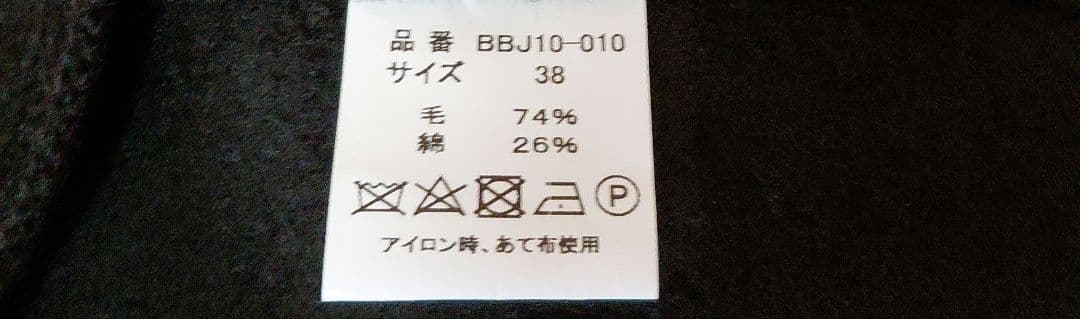 品番 BBJ10-010
サイズ 38
毛 74%
綿 26%
P
アイロン時、あて布使用